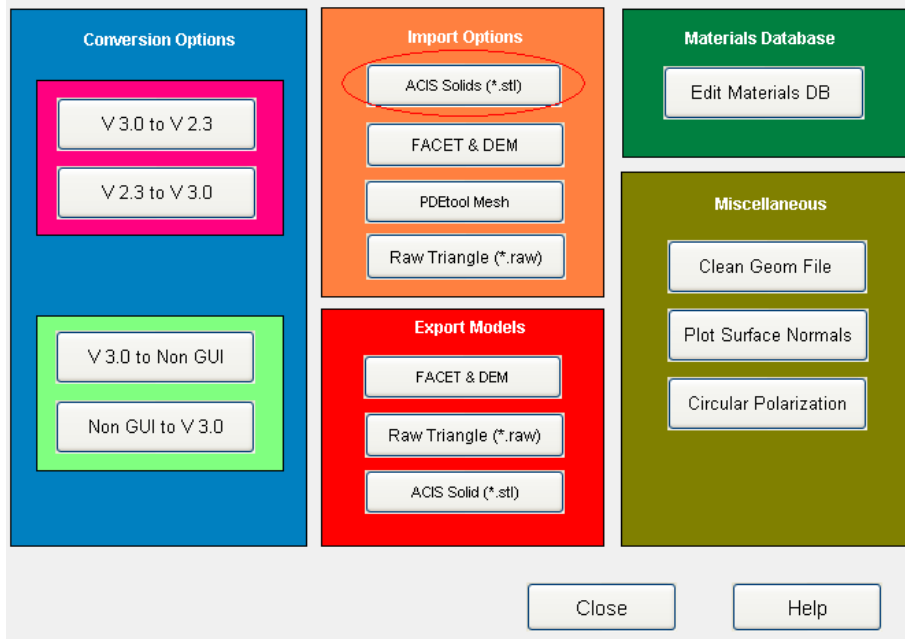 Conversion Options
V 3.0 to V 2.3
V 2.3 to V 3.0
V 3.0 to Non GUI
Non GUI to V 3.0
Import Options
ACIS Solids (*.stl)
FACET & DEM
PDEtool Mesh
Raw Triangle (*.raw)
Export Models
FACET & DEM
Raw Triangle (*.raw)
ACIS Solid (*.stl)
Materials Database
Edit Materials DB
Miscellaneous
Clean Geom File
Plot Surface Normals
Circular Polarization
Close
Help